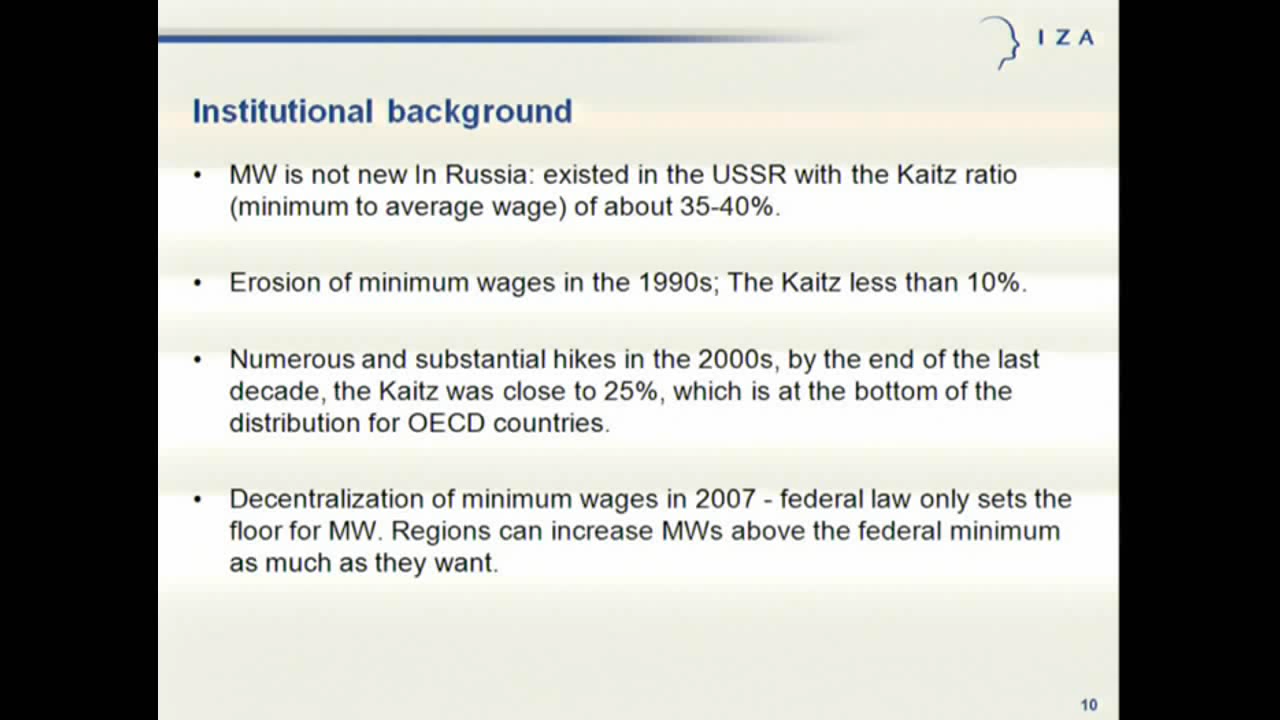 I Z A
Institutional background
• MW is not new In Russia: existed in the USSR with the Kaitz ratio
(minimum to average wage) of about 35-40%.
• Erosion of minimum wages in the 1990s; The Kaitz less than 10%.
• Numerous and substantial hikes in the 2000s, by the end of the last
decade, the Kaitz was close to 25%, which is at the bottom of the
distribution for OECD countries.
• Decentralization of minimum wages in 2007 - federal law only sets the
floor for MW. Regions can increase MWs above the federal minimum
as much as they want.
10